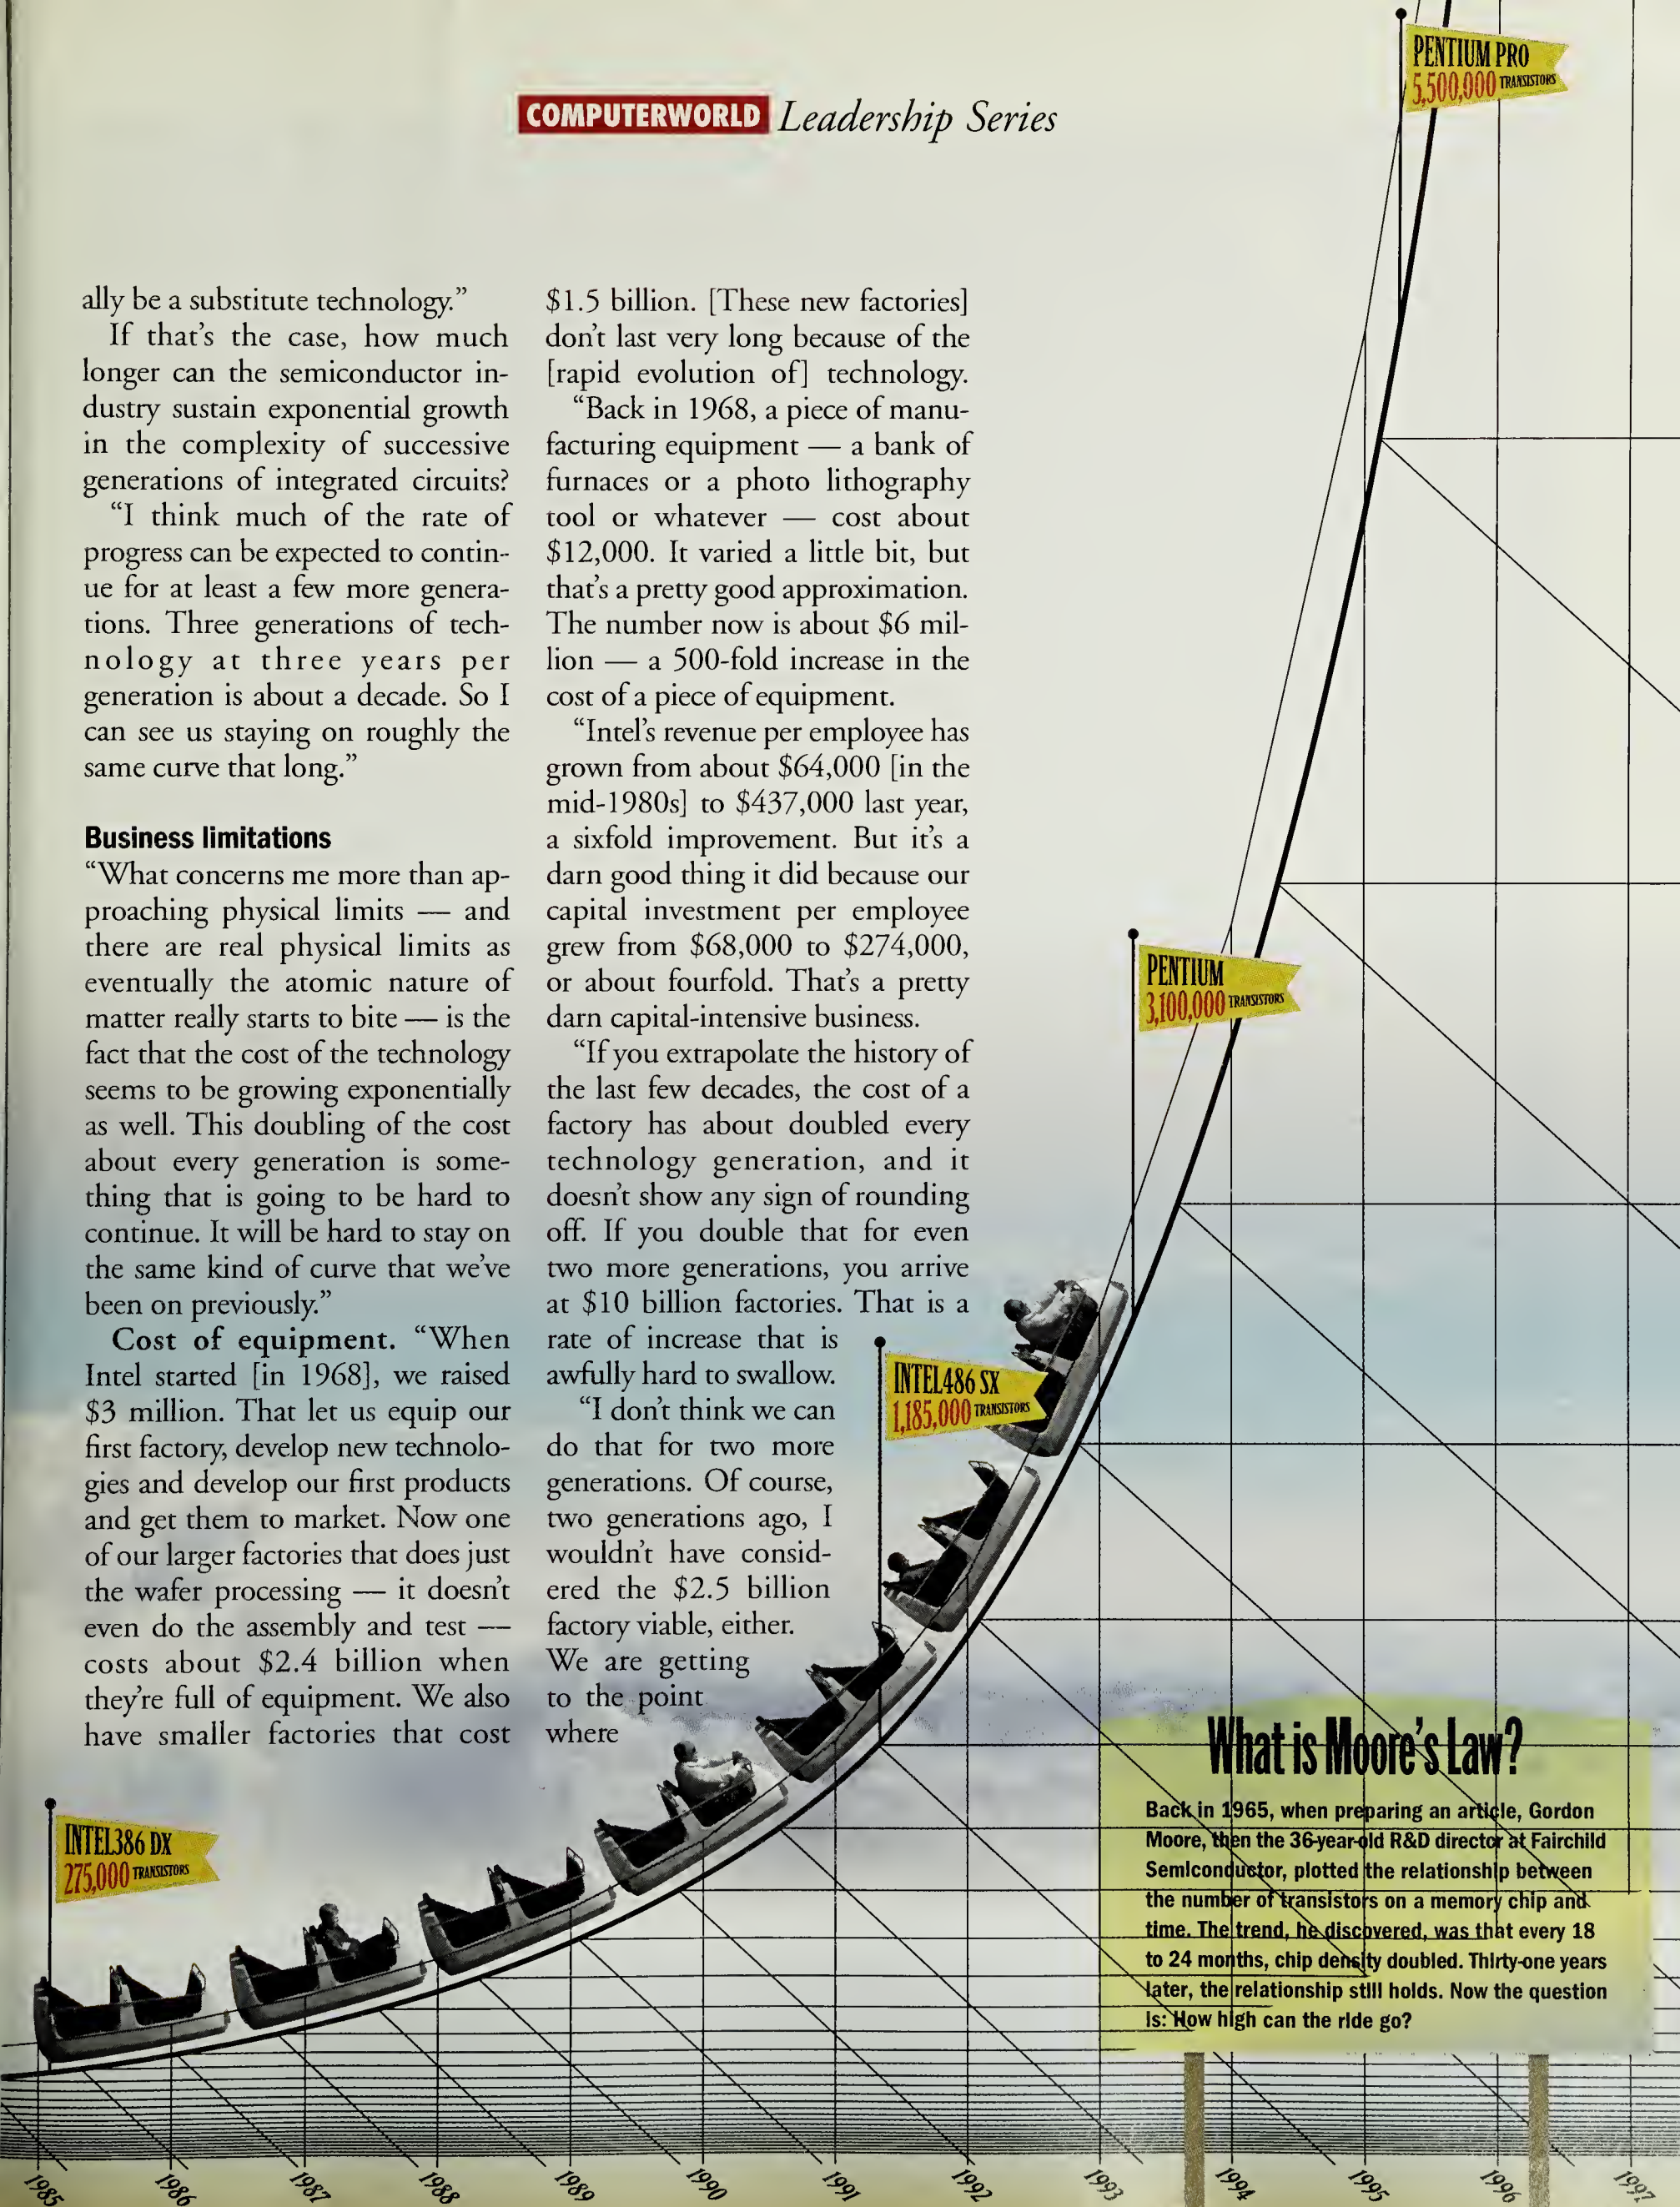 COMPUTERWORLD Leadership Series
ally be a substitute technology.”
If that’s the case, how much
longer can the semiconductor in-
dustry sustain exponential growth
in the complexity of successive
generations of integrated circuits?
“I think much of the rate of
progress can be expected to contin-
ue for at least a few more genera-
tions. Three generations of tech-
nology at three years per
generation is about a decade. So I
can see us staying on roughly the
same curve that long.”
Business limitations
“What concerns me more than ap-
proaching physical limits — and
there are real physical limits as
eventually the atomic nature of
matter really starts to bite — is the
fact that the cost of the technology
seems to be growing exponentially
as well. This doubling of the cost
about every generation is some-
thing that is going to be hard to
continue. It will be hard to stay on
the same kind of curve that we’ve
been on previously.”
Cost of equipment. “When
Intel started [in 1968], we raised
$3 million. That let us equip our
first factory, develop new technolo-
gies and develop our first products
and get them to market. Now one
of our larger factories that does just
the wafer processing — it doesn’t
even do the assembly and test —
costs about $2.4 billion when
they’re full of equipment. We also
have smaller factories that cost
$1.5 billion. [These new factories]
don’t last very long because of the
[rapid evolution of] technology.
“Back in 1968, a piece of manu-
facturing equipment — a bank of
furnaces or a photo lithography
tool or whatever — cost about
$12,000. It varied a little bit, but
that’s a pretty good approximation.
The number now is about $6 mil-
lion — a 500-fold increase in the
cost of a piece of equipment.
“Intel’s revenue per employee has
grown from about $64,000 [in the
mid-1980s] to $437,000 last year,
a sixfold improvement. But it’s a
darn good thing it did because our
capital investment per employee
grew from $68,000 to $274,000,
or about fourfold. That’s a pretty
darn capital-intensive business.
“If you extrapolate the history of
the last few decades, the cost of a
factory has about doubled every
technology generation, and it
doesn’t show any sign of rounding
off. If you double that for even
two more generations, you arrive
at $10 billion factories. That is a
rate of increase that is
awfully hard to swallow.
“I don’t think we can
do that for two more
generations. Of course,
two generations ago, I
wouldn’t have consid-
ered the $2.5 billion
factory viable, either.
We are getting
to the point
where
PENTIUM PRO
5,500,000 TRANSISTORS
PENTIUM
3,100,000 TRANSISTORS
INTEL486 SX
1,185,000 TRANSISTORS
INTEL386 DX
275,000 TRANSISTORS
What is Moore’s Law?
Back in 1965, when preparing an article, Gordon
Moore, then the 36-year-old R&D director at Fairchild
Semiconductor, plotted the relationship between
the number of transistors on a memory chip and
time. The trend, he discovered, was that every 18
to 24 months, chip density doubled. Thirty-one years
later, the relationship still holds. Now the question
is: How high can the ride go?
1985 1986 1987 1988 1989 1990 1991 1992 1993 1994 1995 1996 1997